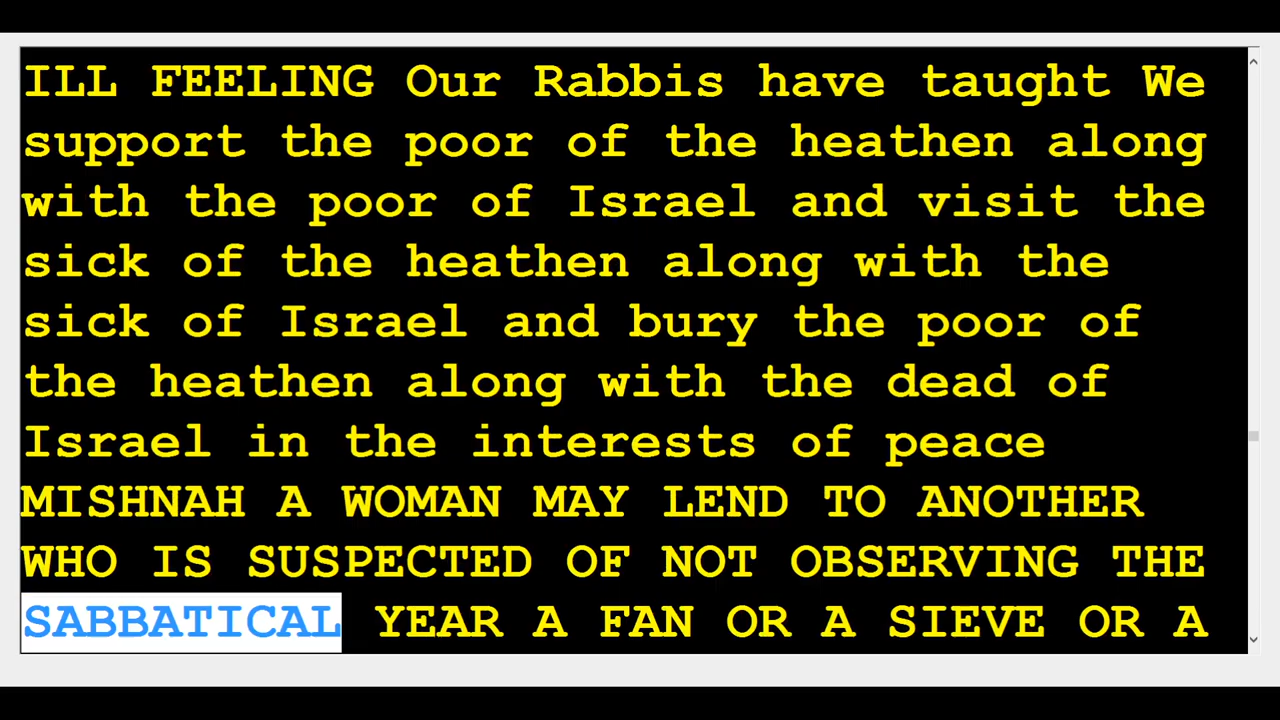 ILL FEELING Our Rabbis have taught We
support the poor of the heathen along
with the poor of Israel and visit the
sick of the heathen along with the
sick of Israel and bury the poor of
the heathen along with the dead of
Israel in the interests of peace
MISHNAH A WOMAN MAY LEND TO ANOTHER
WHO IS SUSPECTED OF NOT OBSERVING THE
SABBATICAL YEAR A FAN OR A SIEVE OR A